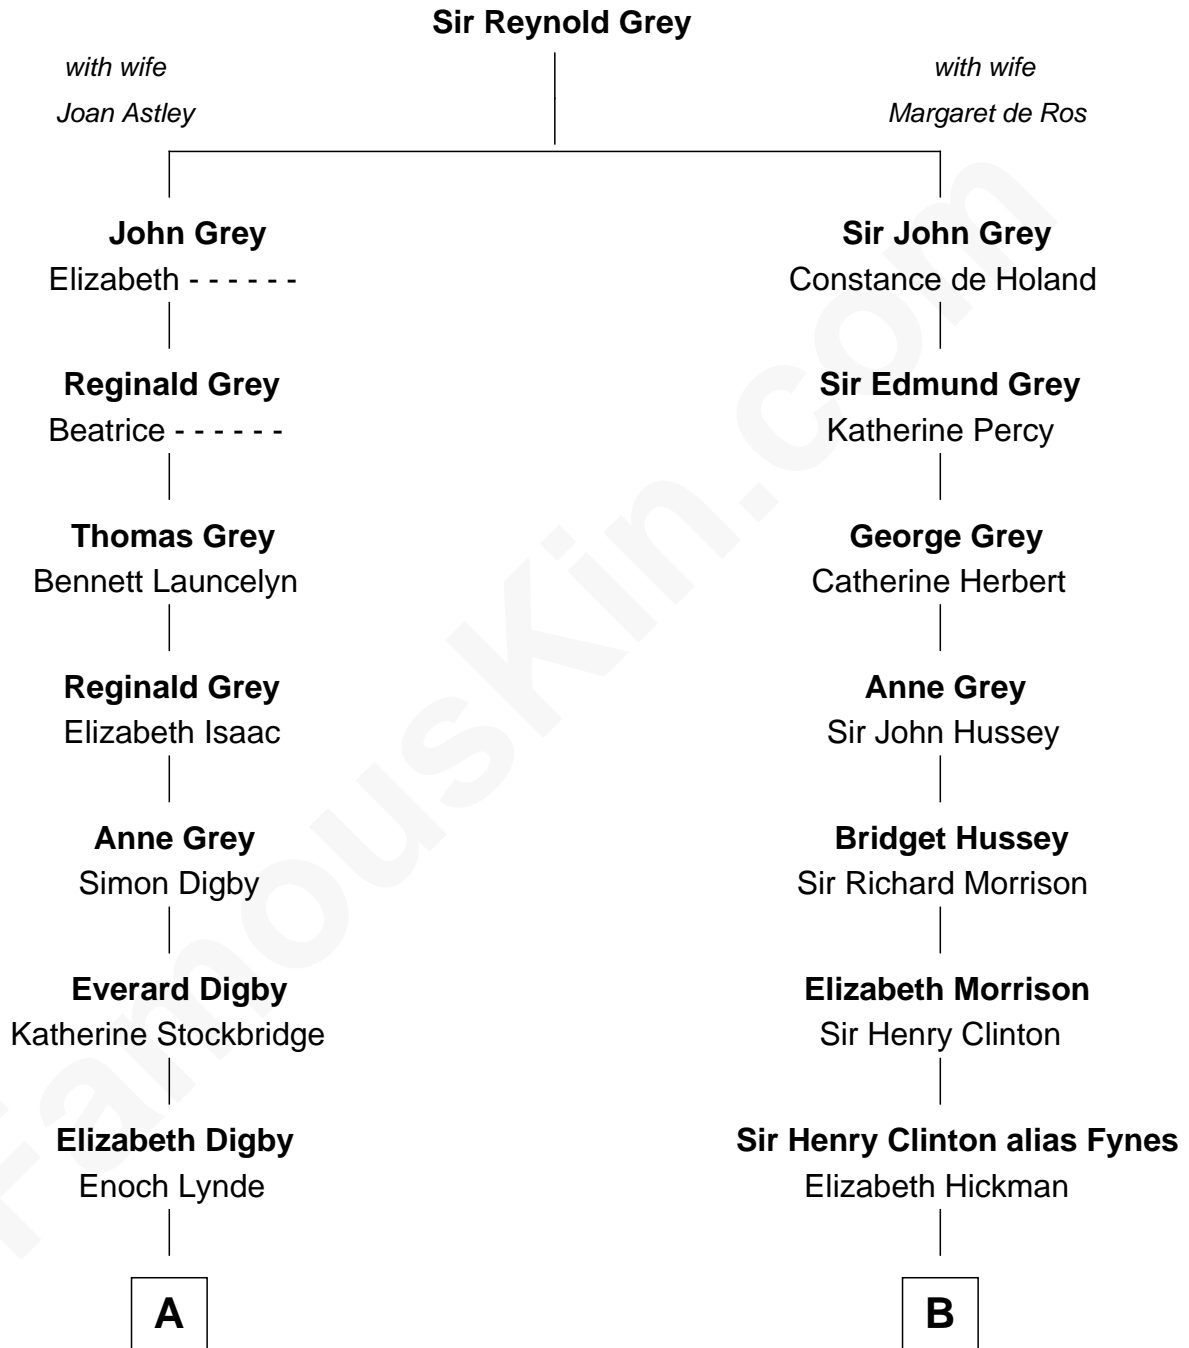 Sir Reynold Grey
with wife
Joan Astley
with wife
Margaret de Ros
John Grey
Elizabeth - - - - - -
Sir John Grey
Constance de Holand
Reginald Grey
Beatrice - - - - - -
Sir Edmund Grey
Katherine Percy
Thomas Grey
Bennett Launcelyn
George Grey
Catherine Herbert
Reginald Grey
Elizabeth Isaac
Anne Grey
Sir John Hussey
Anne Grey
Simon Digby
Bridget Hussey
Sir Richard Morrison
Everard Digby
Katherine Stockbridge
Elizabeth Morrison
Sir Henry Clinton
Elizabeth Digby
Enoch Lynde
Sir Henry Clinton alias Fynes
Elizabeth Hickman
A
B
FamousKin.com